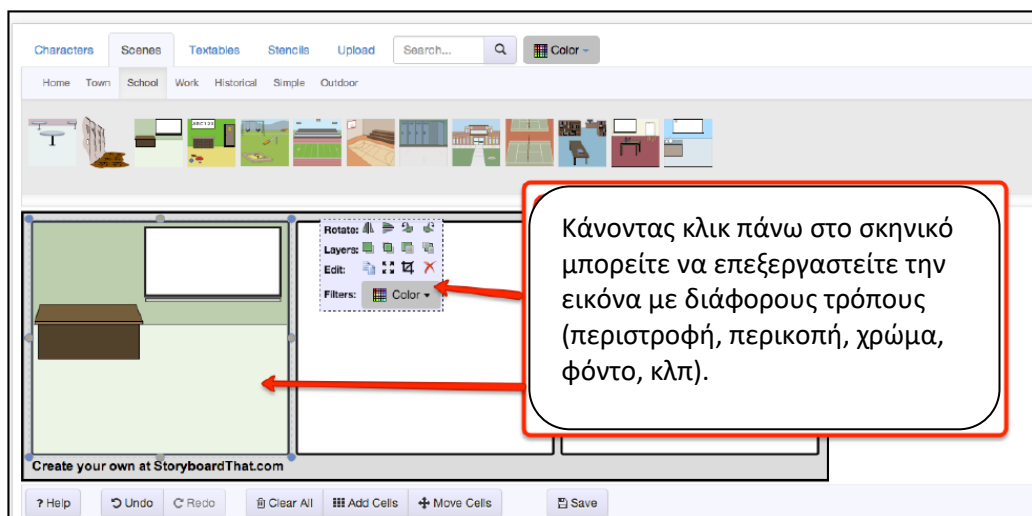 Characters Scenes Textables Stencils Upload Search... Color
Home Town School Work Historical Simple Outdoor
ABC123
Rotate:
Layers:
Edit:
Filters: Color
Κάνοντας κλικ πάνω στο σκηνικό
μπορείτε να επεξεργαστείτε την
εικόνα με διάφορους τρόπους
(περιστροφή, περικοπή, χρώμα,
φόντο, κλπ).
Create your own at StoryboardThat.com
? Help Undo Redo Clear All Add Cells Move Cells Save